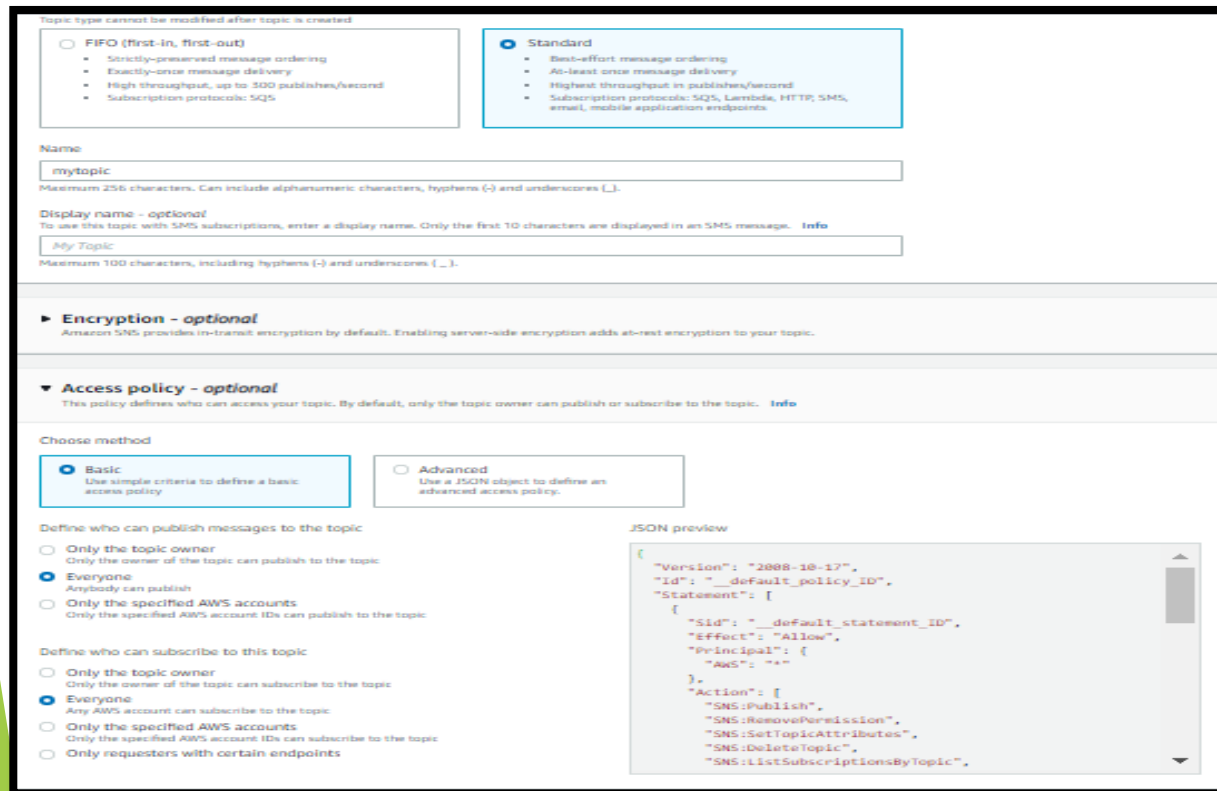 Topic type cannot be modified after topic is created
FIFO (first-in, first-out)
Strictly-preserved message ordering
Exactly-once message delivery
High throughput, up to 300 publishes/second
Subscription protocols: SQS
Standard
Best-effort message ordering
At-least once message delivery
Highest throughput in publishes/second
Subscription protocols: SQS, Lambda, HTTP, SMS,
email, mobile application endpoints
Name
mytopic
Maximum 256 characters. Can include alphanumeric characters, hyphens (-) and underscores (_).
Display name - optional
To use this topic with SMS subscriptions, enter a display name. Only the first 10 characters are displayed in an SMS message. Info
My Topic
Maximum 100 characters, including hyphens (-) and underscores (_).
Encryption - optional
Amazon SNS provides in-transit encryption by default. Enabling server-side encryption adds at-rest encryption to your topic.
Access policy - optional
This policy defines who can access your topic. By default, only the topic owner can publish or subscribe to the topic. Info
Choose method
Basic
Use simple criteria to define a basic
access policy
Advanced
Use a JSON object to define an
advanced access policy.
Define who can publish messages to the topic
Only the topic owner
Only the owner of the topic can publish to the topic
Everyone
Anybody can publish
Only the specified AWS accounts
Only the specified AWS account IDs can publish to the topic
Define who can subscribe to this topic
Only the topic owner
Only the owner of the topic can subscribe to the topic
Everyone
Any AWS account can subscribe to the topic
Only the specified AWS accounts
Only the specified AWS account IDs can subscribe to the topic
Only requesters with certain endpoints
JSON preview
{
"Version": "2008-10-17",
"Id": "__default_policy_ID",
"Statement": [
{
"Sid": "__default_statement_ID",
"Effect": "Allow",
"Principal": {
"AWS": "*"
},
"Action": [
"SNS:Publish",
"SNS:RemovePermission",
"SNS:SetTopicAttributes",
"SNS:DeleteTopic",
"SNS:ListSubscriptionsByTopic",